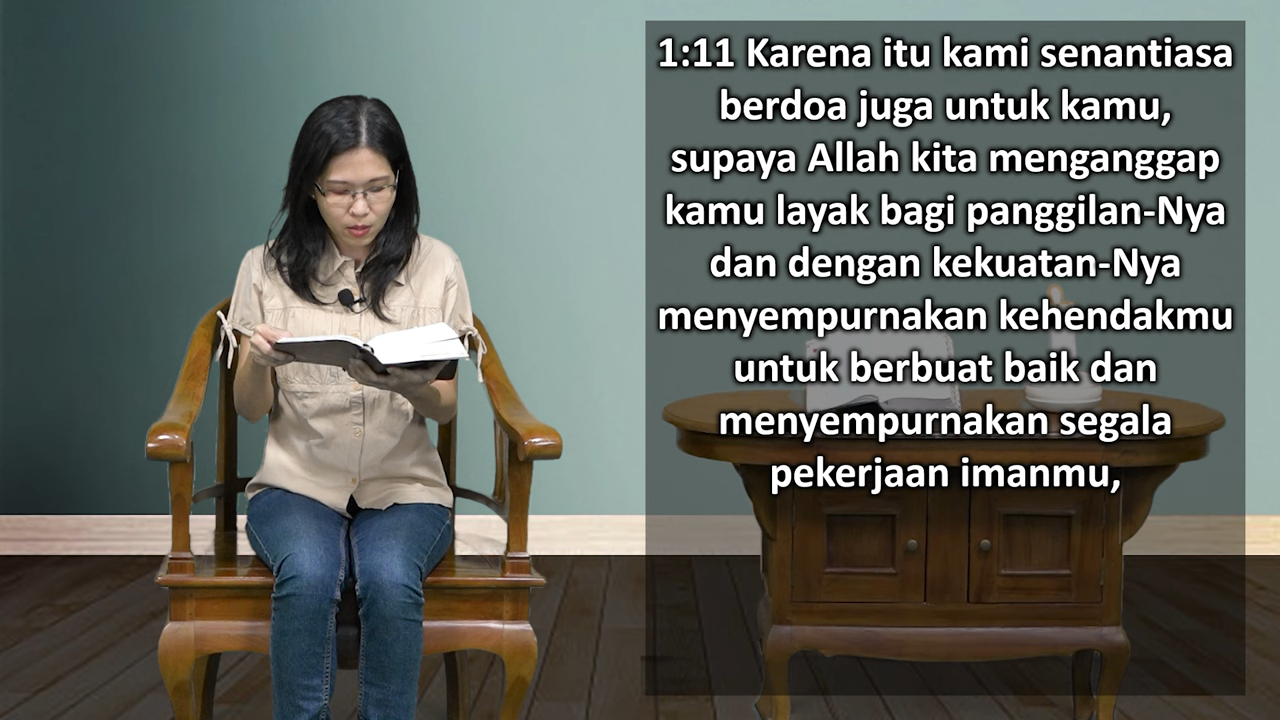 1:11 Karena itu kami senantiasa
berdoa juga untuk kamu,
supaya Allah kita menganggap
kamu layak bagi panggilan-Nya
dan dengan kekuatan-Nya
menyempurnakan kehendakmu
untuk berbuat baik dan
menyempurnakan segala
pekerjaan imanmu,